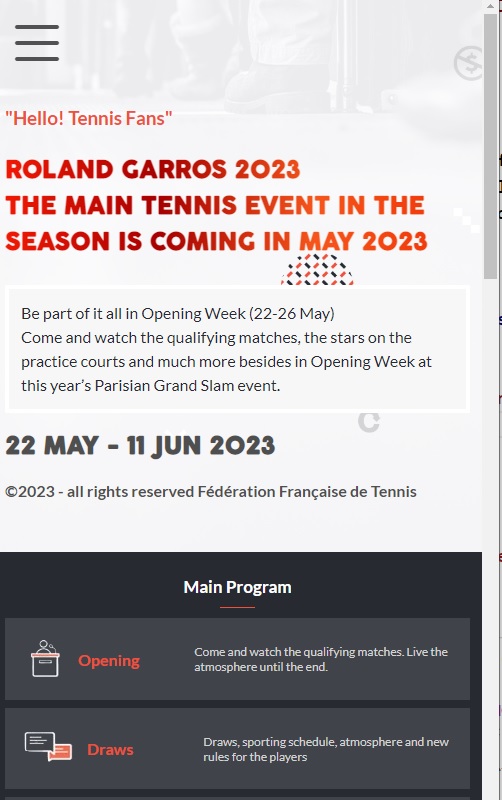 "Hello! Tennis Fans"
ROLAND GARROS 2023
THE MAIN TENNIS EVENT IN THE
SEASON IS COMING IN MAY 2023
Be part of it all in Opening Week (22-26 May)
Come and watch the qualifying matches, the stars on the
practice courts and much more besides in Opening Week at
this year’s Parisian Grand Slam event.
22 MAY - 11 JUN 2023
©2023 - all rights reserved Fédération Française de Tennis
Main Program
Opening
Come and watch the qualifying matches. Live the
atmosphere until the end.
Draws
Draws, sporting schedule, atmosphere and new
rules for the players